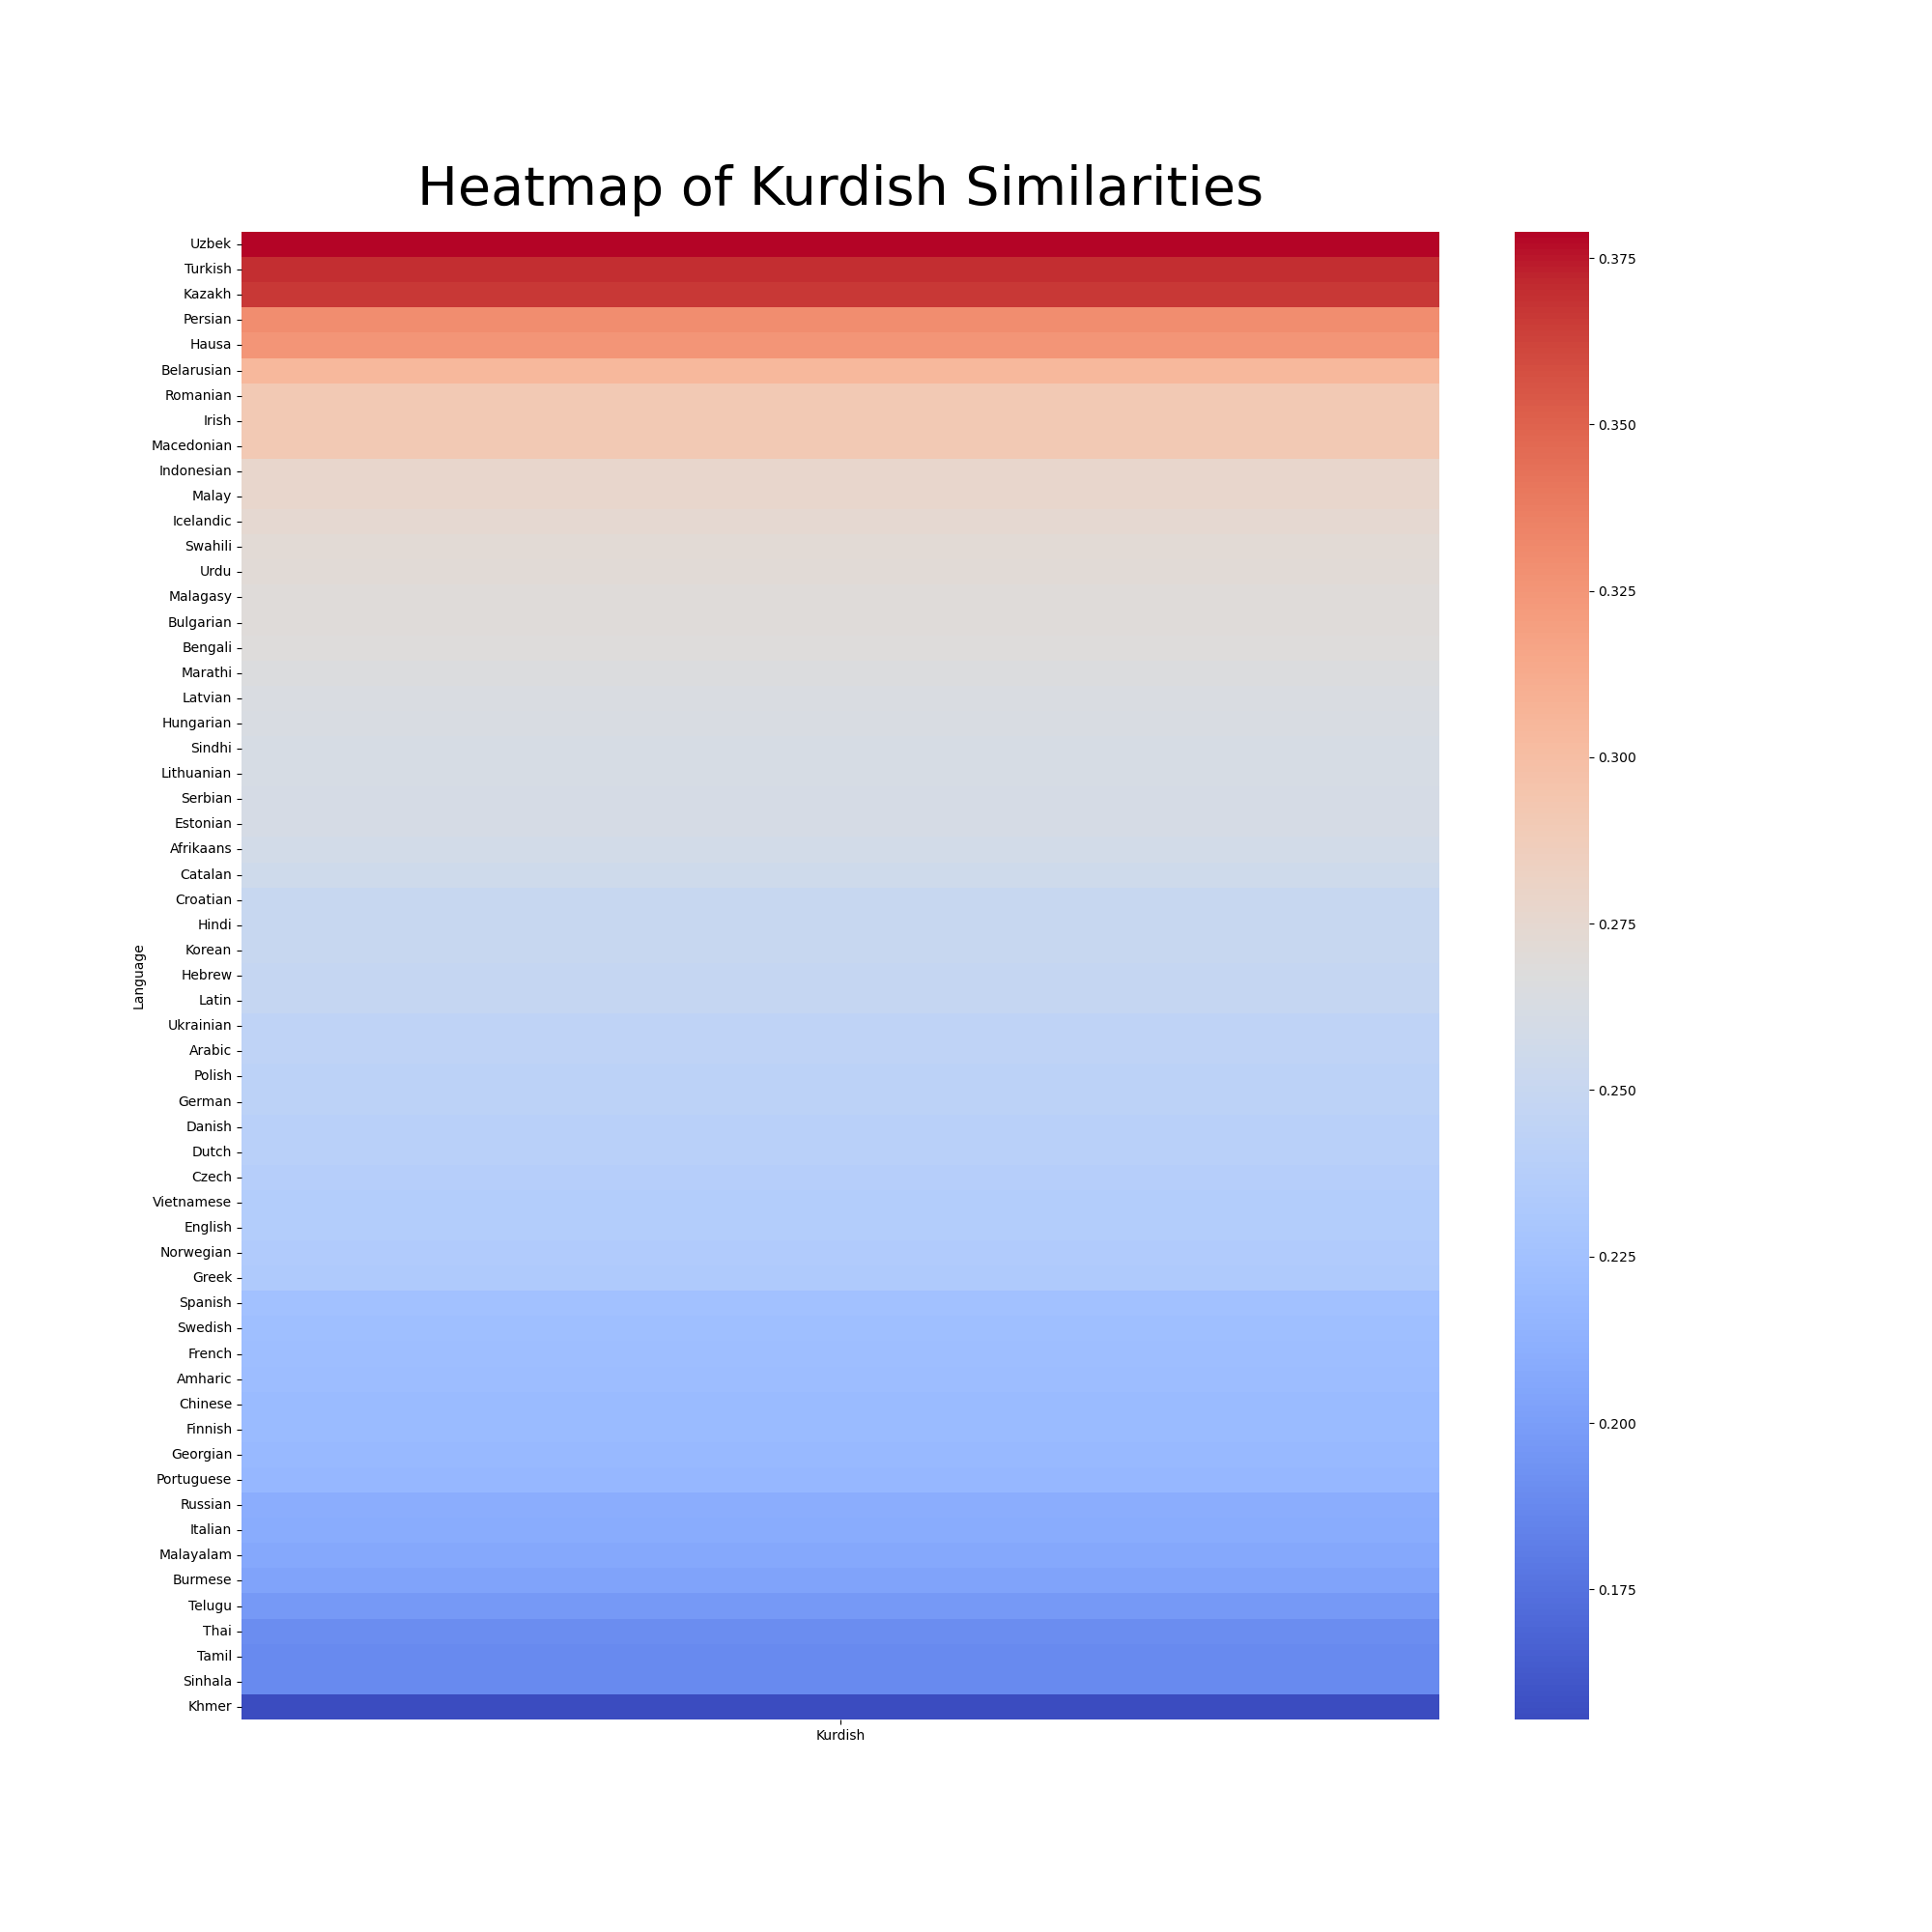 Heatmap of Kurdish Similarities
Uzbek
Turkish
Kazakh
Persian
Hausa
Belarusian
Romanian
Irish
Macedonian
Indonesian
Malay
Icelandic
Swahili
Urdu
Malagasy
Bulgarian
Bengali
Marathi
Latvian
Hungarian
Sindhi
Lithuanian
Serbian
Estonian
Afrikaans
Catalan
Croatian
Hindi
Korean
Hebrew
Latin
Ukrainian
Arabic
Polish
German
Danish
Dutch
Czech
Vietnamese
English
Norwegian
Greek
Spanish
Swedish
French
Amharic
Chinese
Finnish
Georgian
Portuguese
Russian
Italian
Malayalam
Burmese
Telugu
Thai
Tamil
Sinhala
Khmer
Language
Kurdish
0.375
0.350
0.325
0.300
0.275
0.250
0.225
0.200
0.175